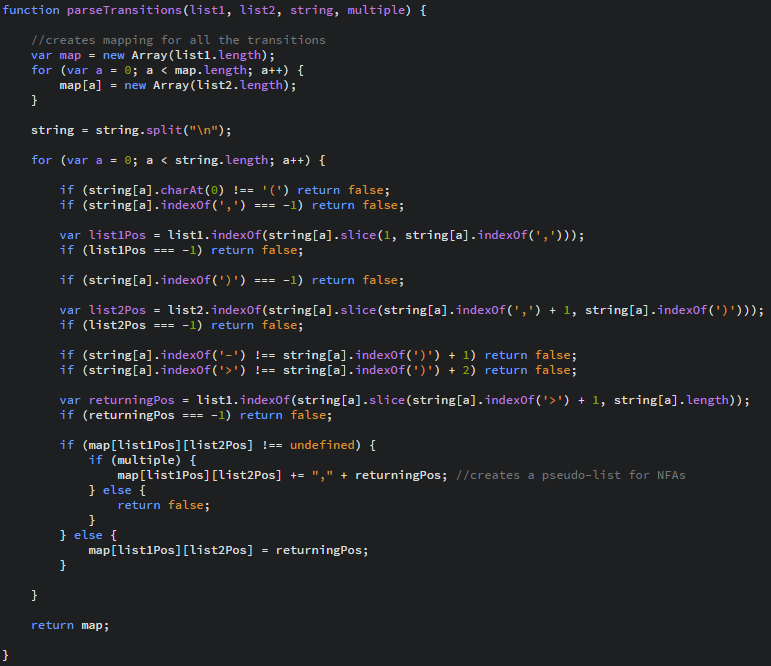 function parseTransitions(list1, list2, string, multiple) {
//creates mapping for all the transitions
var map = new Array(list1.length);
for (var a = 0; a < map.length; a++) {
map[a] = new Array(list2.length);
}
string = string.split("\n");
for (var a = 0; a < string.length; a++) {
if (string[a].charAt(0) !== '(') return false;
if (string[a].indexOf(',') === -1) return false;
var list1Pos = list1.indexOf(string[a].slice(1, string[a].indexOf(',')));
if (list1Pos === -1) return false;
if (string[a].indexOf(')') === -1) return false;
var list2Pos = list2.indexOf(string[a].slice(string[a].indexOf(',') + 1, string[a].indexOf(')')));
if (list2Pos === -1) return false;
if (string[a].indexOf('-') !== string[a].indexOf(')') + 1) return false;
if (string[a].indexOf('>') !== string[a].indexOf(')') + 2) return false;
var returningPos = list1.indexOf(string[a].slice(string[a].indexOf('>') + 1, string[a].length));
if (returningPos === -1) return false;
if (map[list1Pos][list2Pos] !== undefined) {
if (multiple) {
map[list1Pos][list2Pos] += "," + returningPos; //creates a pseudo-list for NFAs
} else {
return false;
}
} else {
map[list1Pos][list2Pos] = returningPos;
}
}
return map;
}